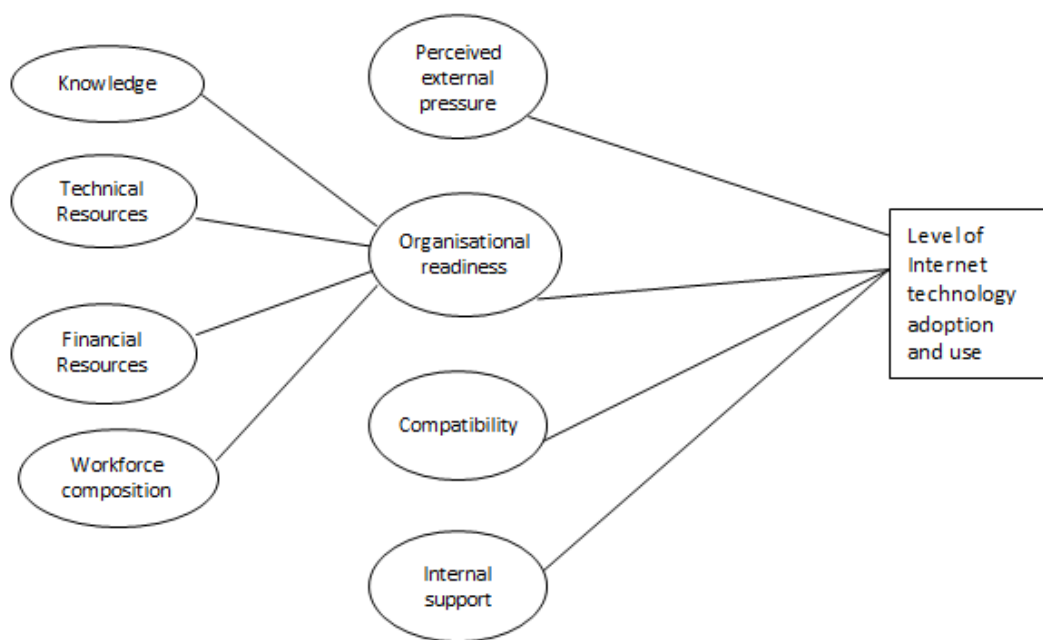 Knowledge
Technical
Resources
Financial
Resources
Workforce
composition
Perceived
external
pressure
Organisational
readiness
Compatibility
Internal
support
Level of
Internet
technology
adoption
and use